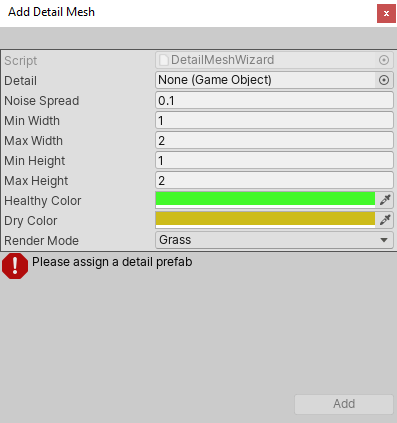 Add Detail Mesh
x
Script DetailMeshWizard
Detail None (Game Object)
Noise Spread 0.1
Min Width 1
Max Width 2
Min Height 1
Max Height 2
Healthy Color
Dry Color
Render Mode Grass
! Please assign a detail prefab
Add